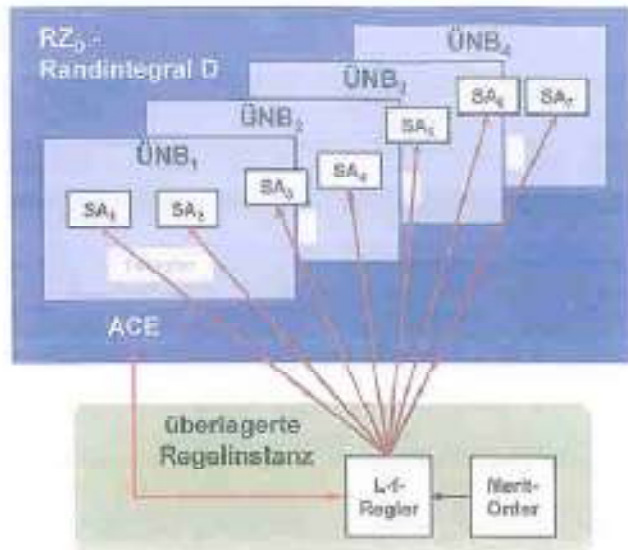 RZD -
Randintegral D
ÜNB4
ÜNB3
ÜNB2
ÜNB1
SA6
SA7
SA5
SA4
SA3
SA1
SA2
ACE
überlagerte
Regelinstanz
L-f-
Regler
Merit-
Order